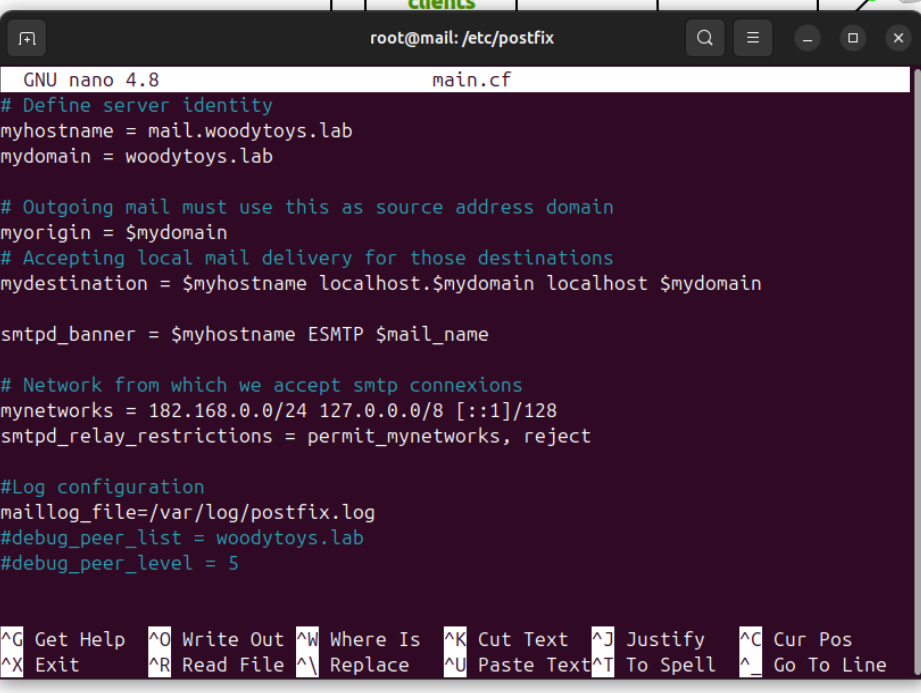 clients
root@mail: /etc/postfix
GNU nano 4.8 main.cf
# Define server identity
myhostname = mail.woodytoys.lab
mydomain = woodytoys.lab
# Outgoing mail must use this as source address domain
myorigin = $mydomain
# Accepting local mail delivery for those destinations
mydestination = $myhostname localhost.$mydomain localhost $mydomain
smtpd_banner = $myhostname ESMTP $mail_name
# Network from which we accept smtp connexions
mynetworks = 182.168.0.0/24 127.0.0.0/8 [::1]/128
smtpd_relay_restrictions = permit_mynetworks, reject
#Log configuration
maillog_file=/var/log/postfix.log
#debug_peer_list = woodytoys.lab
#debug_peer_level = 5
^G Get Help ^O Write Out ^W Where Is ^K Cut Text ^J Justify ^C Cur Pos
^X Exit ^R Read File ^\ Replace ^U Paste Text^T To Spell ^_ Go To Line